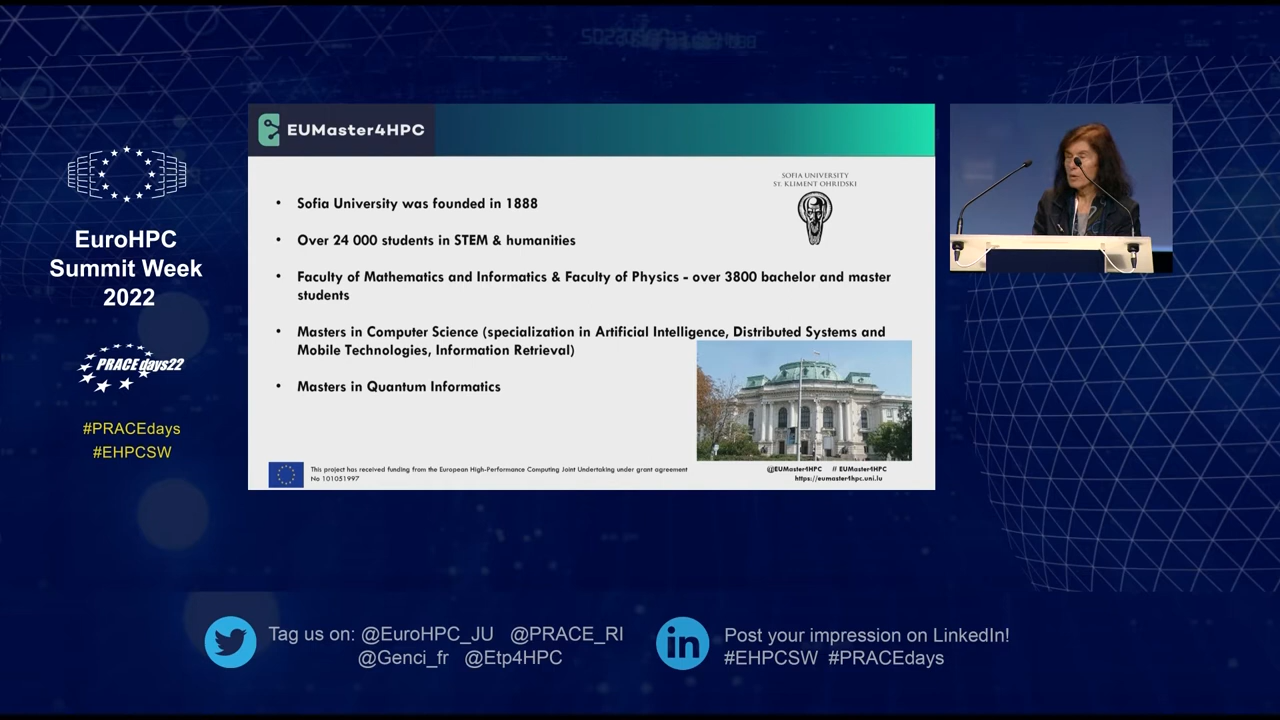 EuroHPC
Summit Week
2022
PRACEdays22
#PRACEdays
#EHPCSW
EUMaster4HPC
SOFIA UNIVERSITY
ST. KLIMENT OHRIDSKI
• Sofia University was founded in 1888
• Over 24 000 students in STEM & humanities
• Faculty of Mathematics and Informatics & Faculty of Physics - over 3800 bachelor and master
students
• Masters in Computer Science (specialization in Artificial Intelligence, Distributed Systems and
Mobile Technologies, Information Retrieval)
• Masters in Quantum Informatics
This project has received funding from the European High-Performance Computing Joint Undertaking under grant agreement
No 101051997
@EUMaster4HPC # EUMaster4HPC
https://eumaster4hpc.uni.lu
Tag us on: @EuroHPC_JU @PRACE_RI
@Genci_fr @Etp4HPC
Post your impression on LinkedIn!
#EHPCSW #PRACEdays